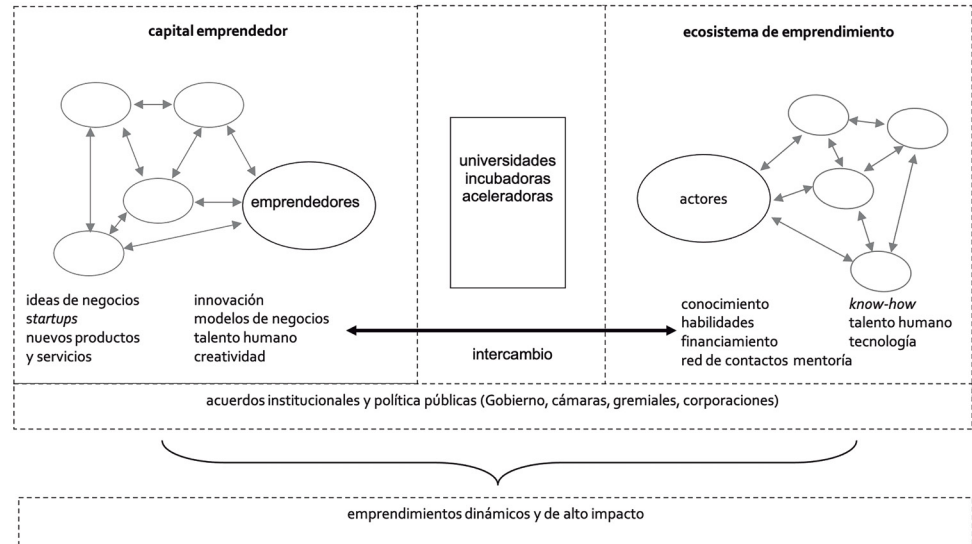 capital emprendedor
emprendedores
ideas de negocios
startups
nuevos productos
y servicios
innovación
modelos de negocios
talento humano
creatividad
universidades
incubadoras
aceleradoras
intercambio
ecosistema de emprendimiento
actores
conocimiento
habilidades
financiamiento
red de contactos mentoría
know-how
talento humano
tecnología
acuerdos institucionales y política públicas (Gobierno, cámaras, gremiales, corporaciones)
emprendimientos dinámicos y de alto impacto